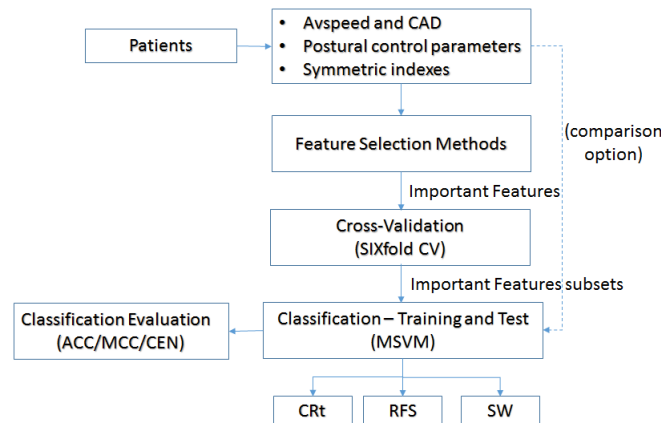 Patients
• Avspeed and CAD
• Postural control parameters
• Symmetric indexes
(comparison
option)
Feature Selection Methods
Important Features
Cross-Validation
(SIXfold CV)
Important Features subsets
Classification Evaluation
(ACC/MCC/CEN)
Classification – Training and Test
(MSVM)
CRt
RFS
SW